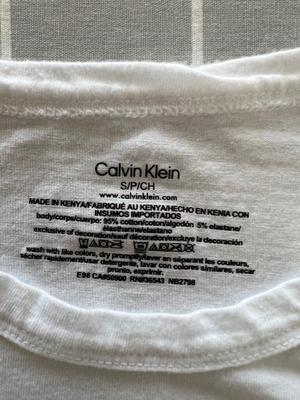 Calvin Klein
S/P/CH
www.calvinklein.com
MADE IN KENYA/FABRIQUÉ AU KENYA/HECHO EN KENIA CON
INSUMOS IMPORTADOS
body/corps/cuerpo: 95% cotton/coton/algodón 5% elastane/
élasthanne/elastano
exclusive of decoration/sauf décoration/excluye la decoración
wash with like colors, dry promptly/laver en séparant les couleurs,
sécher rapidement/usar detergente, lavar con colores similares, secar
pronto, exprimir.
E96 CA#50900 RN#36543 NB2798